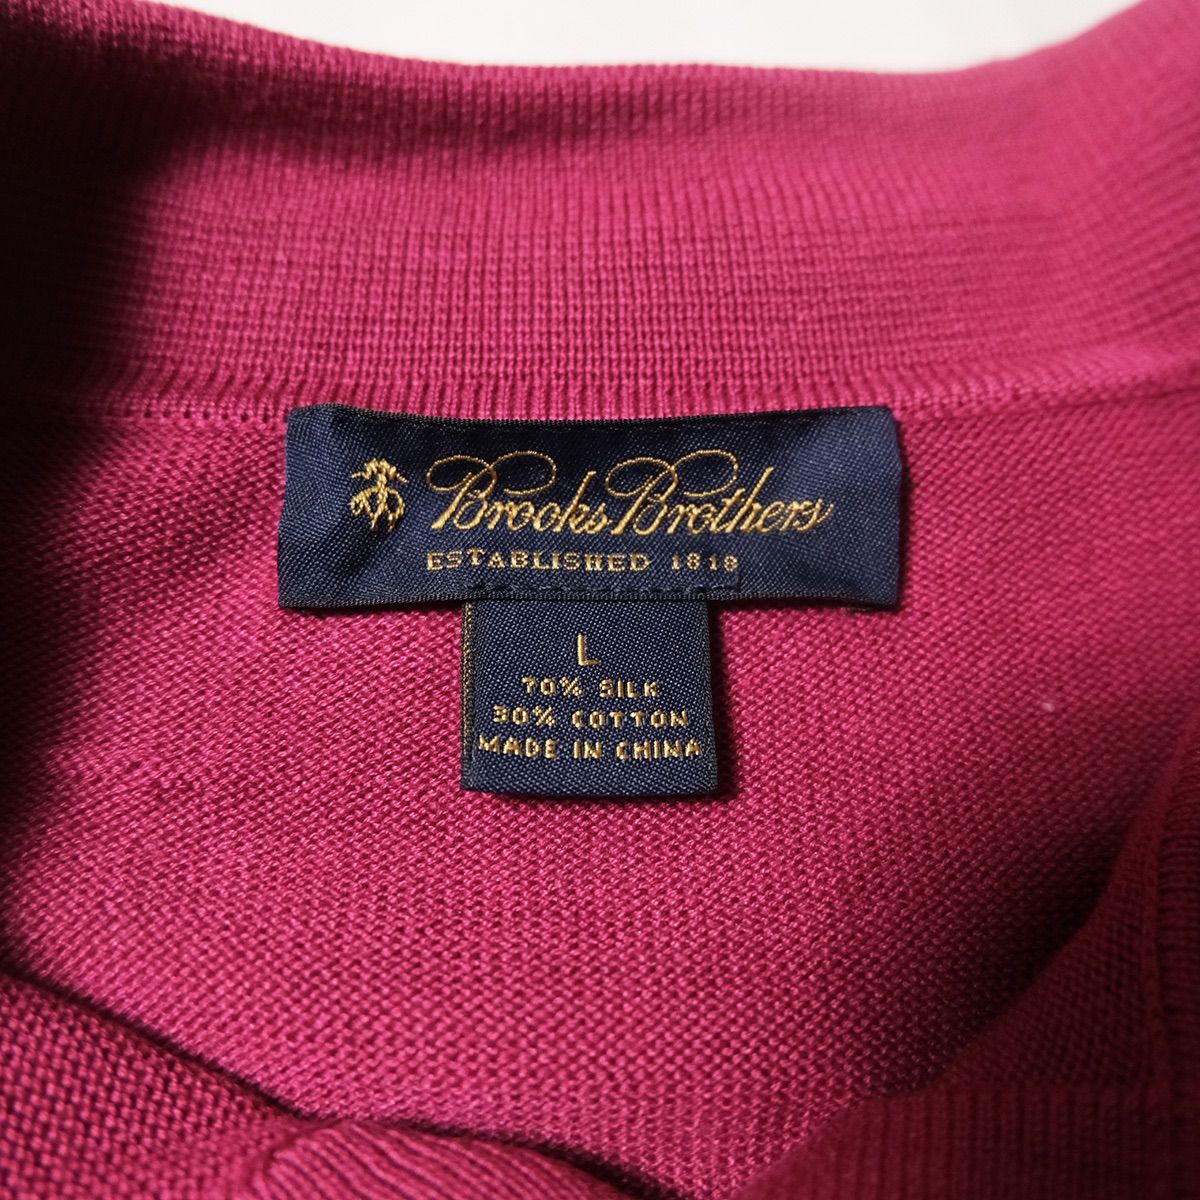 Brooks Brothers
ESTABLISHED 1818
L
70% SILK
30% COTTON
MADE IN CHINA